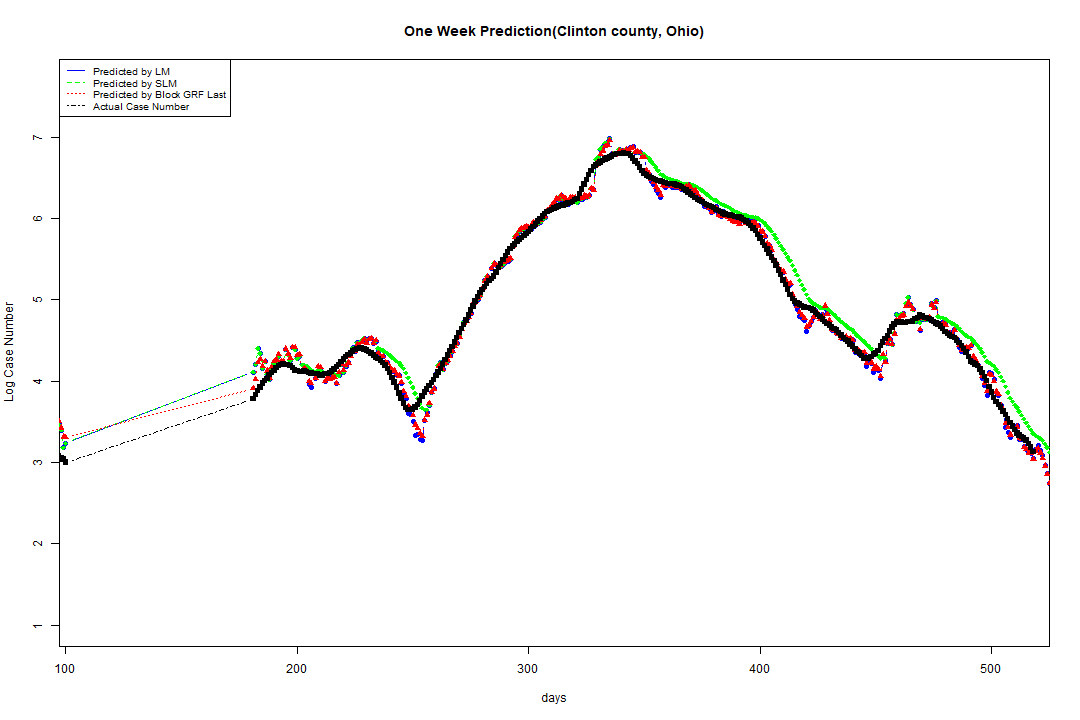 One Week Prediction(Clinton county, Ohio)
Predicted by LM
Predicted by SLM
Predicted by Block GRF Last
Actual Case Number
Log Case Number
7
6
5
4
3
2
1
100 200 300 400 500
days